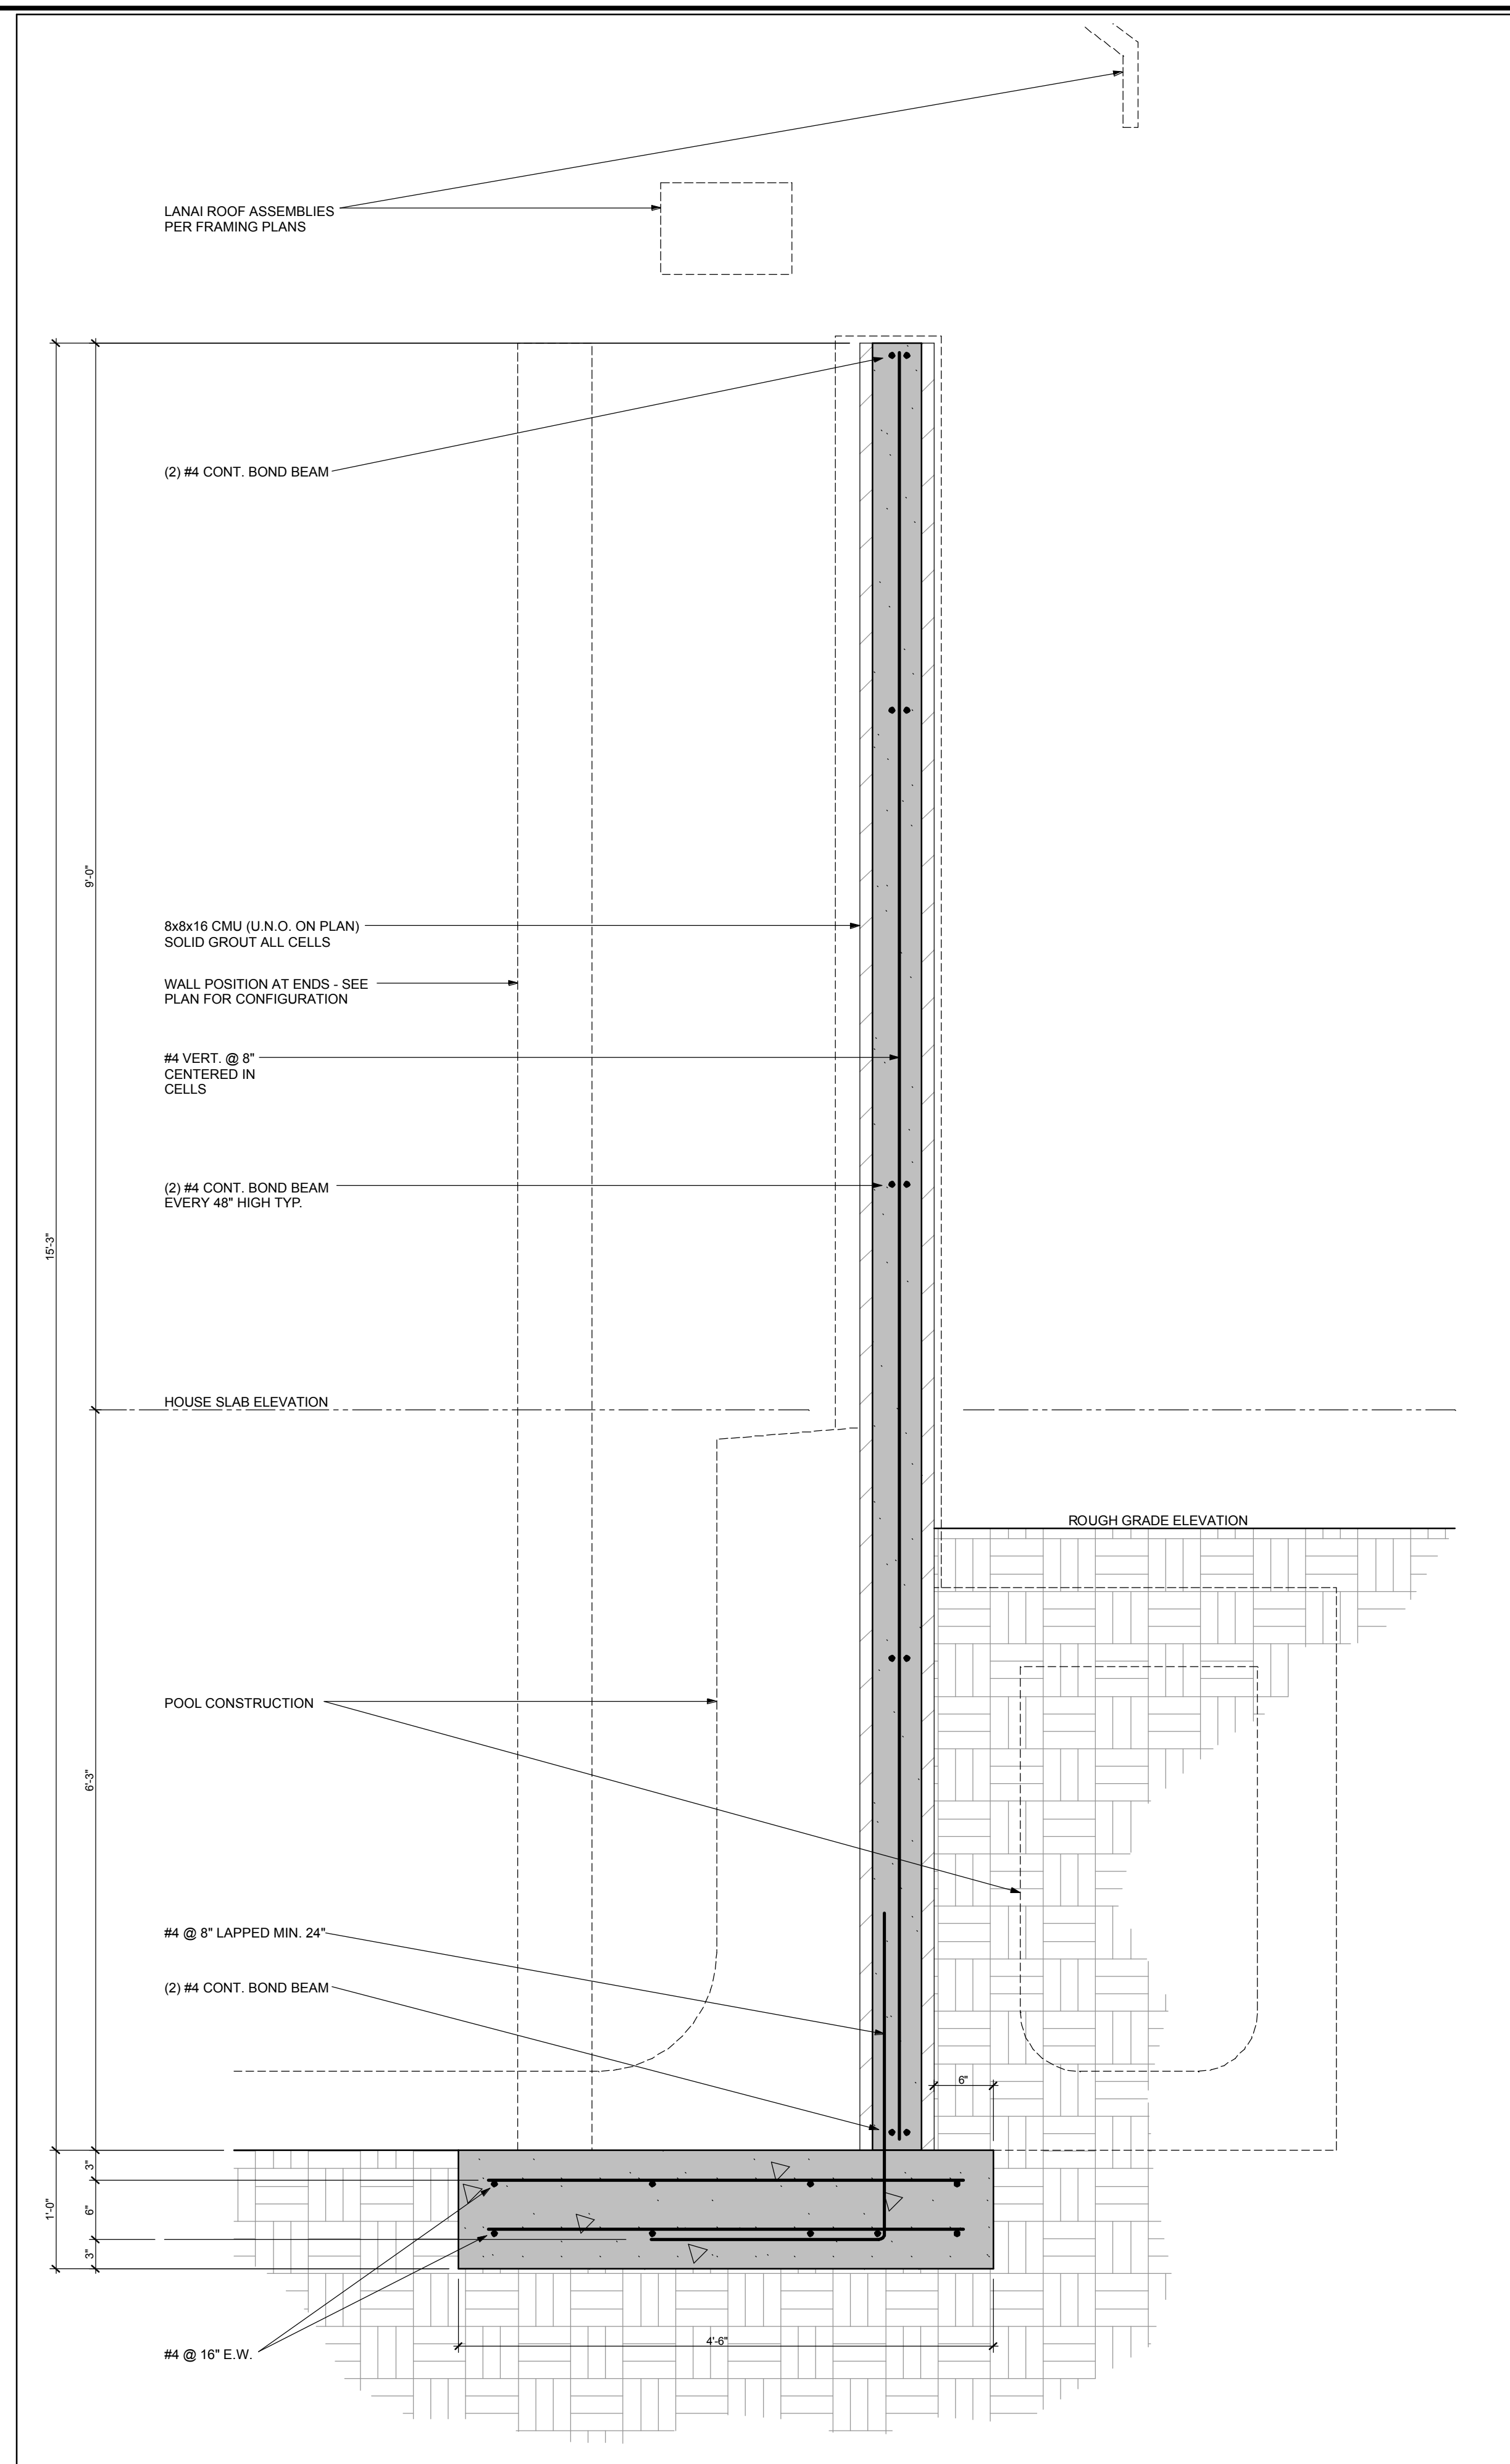 LANAI ROOF ASSEMBLIES
PER FRAMING PLANS
(2) #4 CONT. BOND BEAM
9'-0"
8x8x16 CMU (U.N.O. ON PLAN)
SOLID GROUT ALL CELLS
WALL POSITION AT ENDS - SEE
PLAN FOR CONFIGURATION
#4 VERT. @ 8"
CENTERED IN
CELLS
(2) #4 CONT. BOND BEAM
EVERY 48" HIGH TYP.
15'-3"
HOUSE SLAB ELEVATION
ROUGH GRADE ELEVATION
POOL CONSTRUCTION
6'-3"
#4 @ 8" LAPPED MIN. 24"
(2) #4 CONT. BOND BEAM
6"
3"
1'-0"
6"
3"
4'-6"
#4 @ 16" E.W.